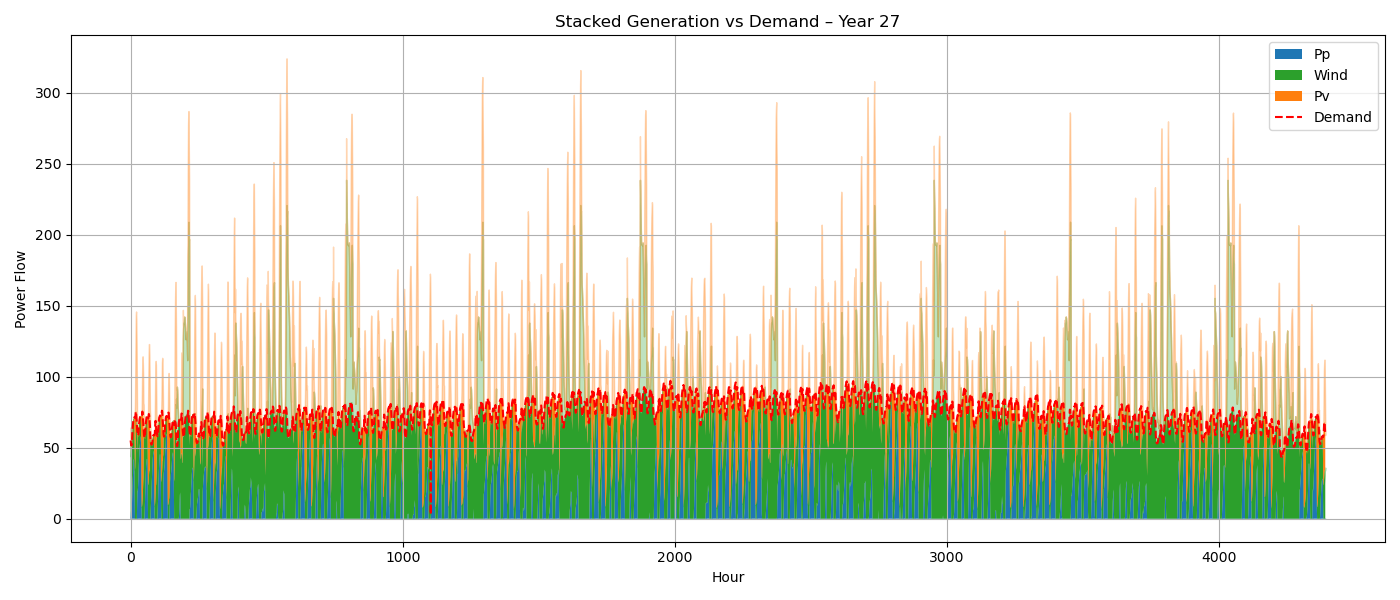 Stacked Generation vs Demand – Year 27
Pp
Wind
Pv
Demand
300
250
200
150
100
50
0
Power Flow
0 1000 2000 3000 4000
Hour